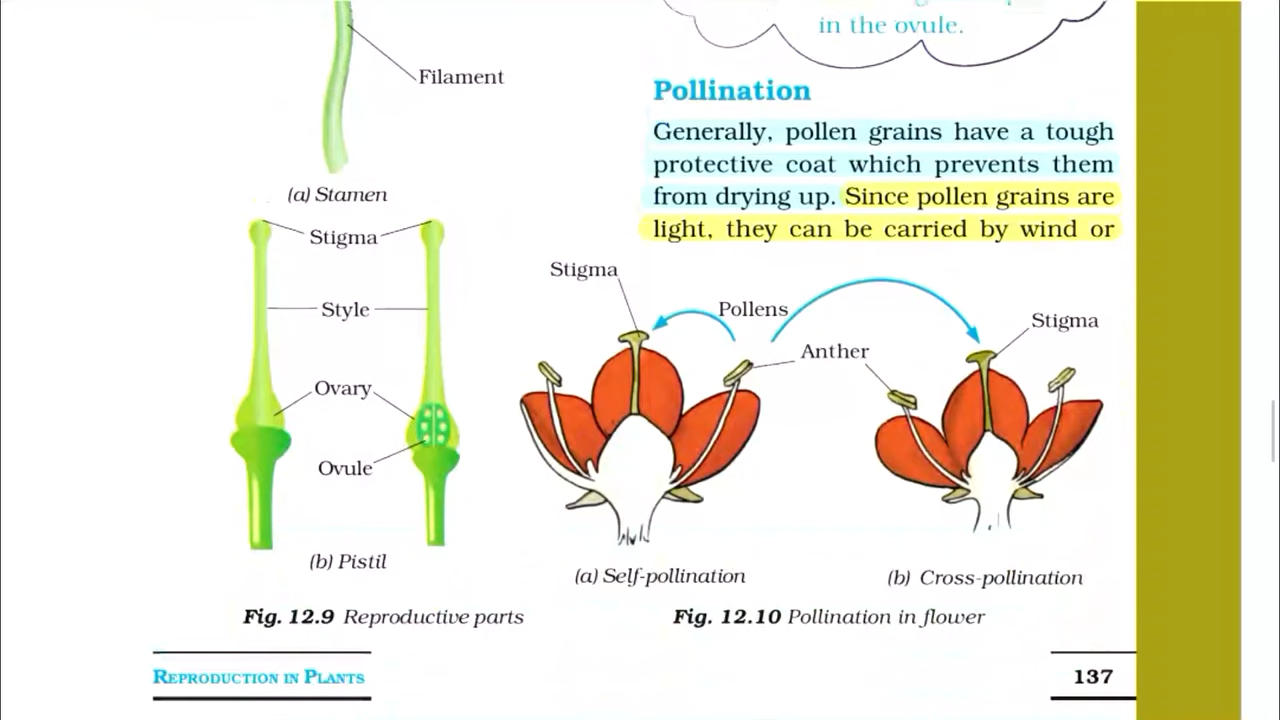 Filament
(a) Stamen
Stigma
Style
Ovary
Ovule
(b) Pistil
Fig. 12.9 Reproductive parts
in the ovule.
Pollination
Generally, pollen grains have a tough
protective coat which prevents them
from drying up. Since pollen grains are
light, they can be carried by wind or
Stigma
Pollens
Anther
Stigma
(a) Self-pollination
(b) Cross-pollination
Fig. 12.10 Pollination in flower
REPRODUCTION IN PLANTS
137